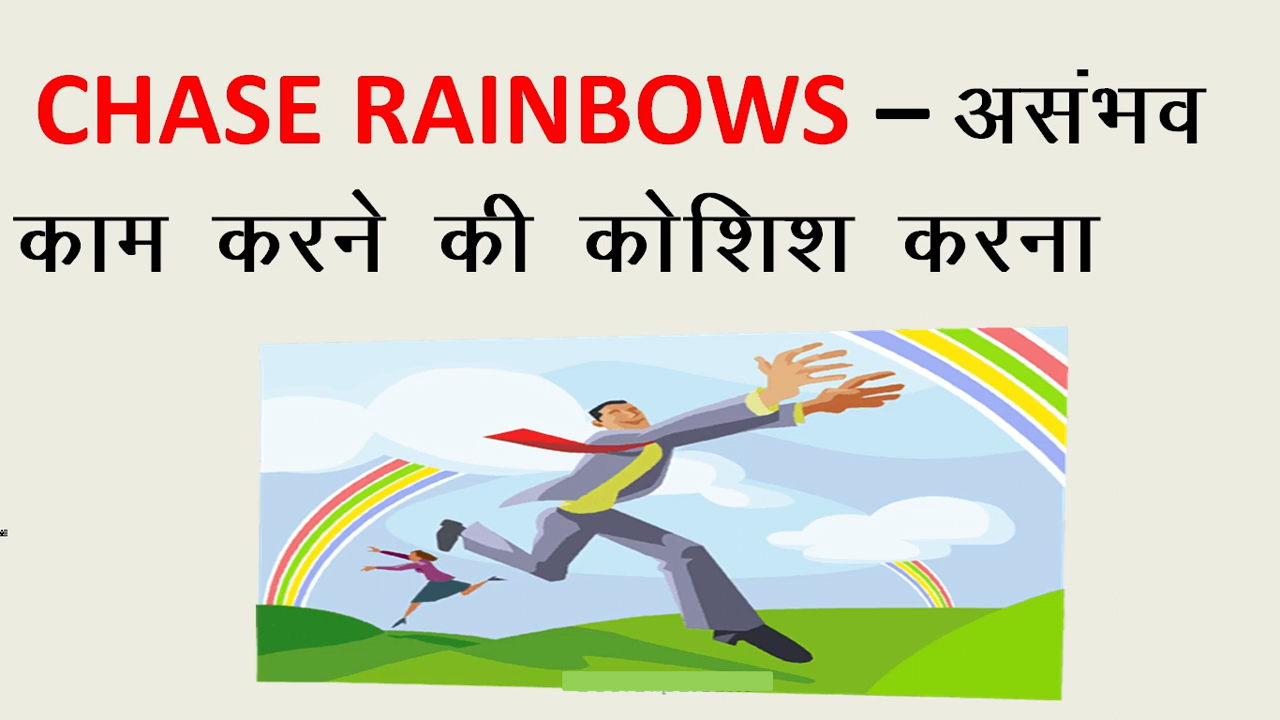 CHASE RAINBOWS – असंभव
काम करने की कोशिश करना